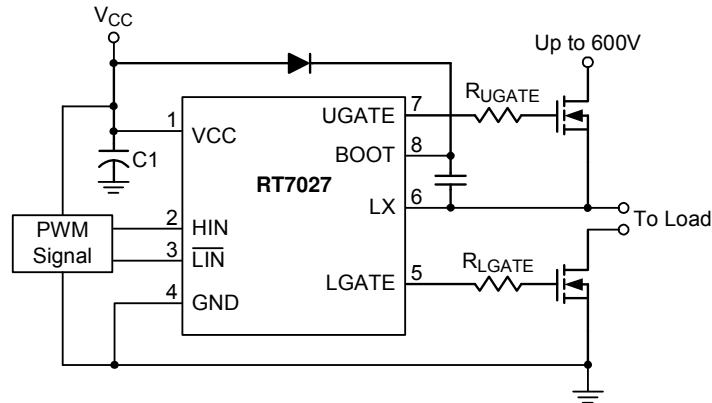 VCC
Up to 600V
RUGATE
1
VCC
C1
UGATE
7
BOOT
8
RT7027
LX
6
To Load
PWM
Signal
2
HIN
3
L̅I̅N̅
4
GND
LGATE
5
RLGATE